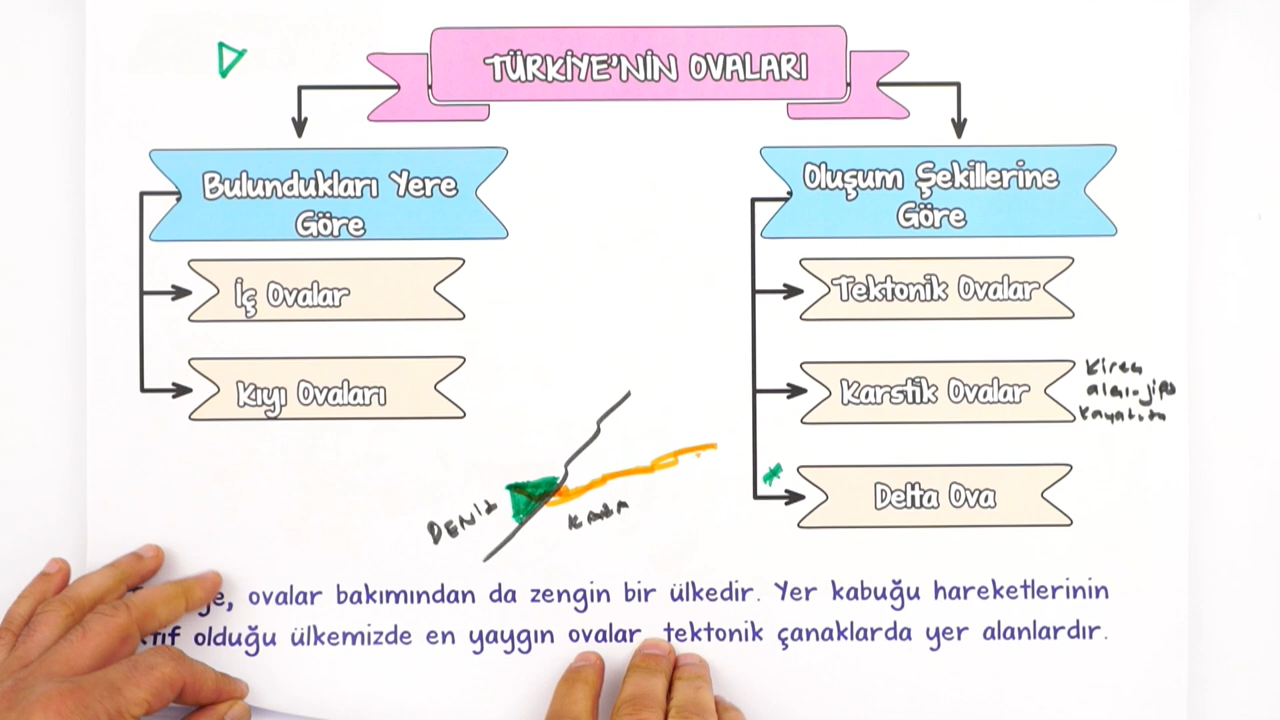 TÜRKİYE'NİN OVALARI
Bulundukları Yere
Göre
İç Ovalar
Kıyı Ovaları
Oluşum Şekillerine
Göre
Tektonik Ovalar
Karstik Ovalar
Delta Ova
DENİZ
KARA
ovalar bakımından da zengin bir ülkedir. Yer kabuğu hareketlerinin
olduğu ülkemizde en yaygın ovalar, tektonik çanaklarda yer alanlardır.